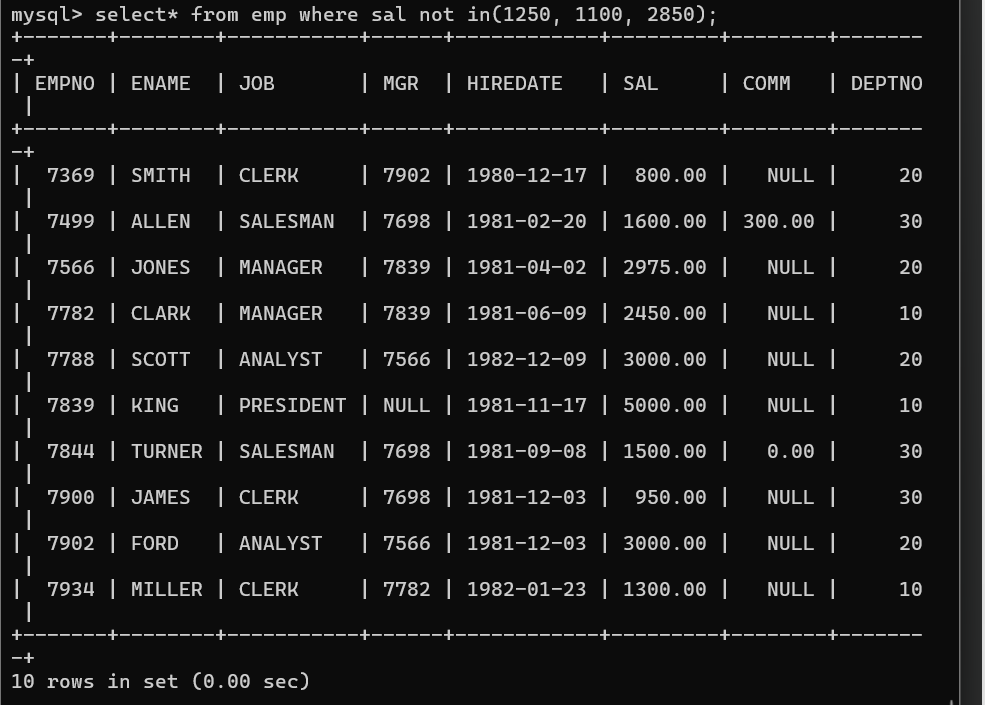 mysql> select* from emp where sal not in(1250, 1100, 2850);
+-------+--------+-----------+------+------------+---------+--------+-------
-+
| EMPNO | ENAME  | JOB       | MGR  | HIREDATE   | SAL     | COMM   | DEPTNO
 |
+-------+--------+-----------+------+------------+---------+--------+-------
-+
|  7369 | SMITH  | CLERK     | 7902 | 1980-12-17 |  800.00 |   NULL |     20
 |
|  7499 | ALLEN  | SALESMAN  | 7698 | 1981-02-20 | 1600.00 | 300.00 |     30
 |
|  7566 | JONES  | MANAGER   | 7839 | 1981-04-02 | 2975.00 |   NULL |     20
 |
|  7782 | CLARK  | MANAGER   | 7839 | 1981-06-09 | 2450.00 |   NULL |     10
 |
|  7788 | SCOTT  | ANALYST   | 7566 | 1982-12-09 | 3000.00 |   NULL |     20
 |
|  7839 | KING   | PRESIDENT | NULL | 1981-11-17 | 5000.00 |   NULL |     10
 |
|  7844 | TURNER | SALESMAN  | 7698 | 1981-09-08 | 1500.00 |   0.00 |     30
 |
|  7900 | JAMES  | CLERK     | 7698 | 1981-12-03 |  950.00 |   NULL |     30
 |
|  7902 | FORD   | ANALYST   | 7566 | 1981-12-03 | 3000.00 |   NULL |     20
 |
|  7934 | MILLER | CLERK     | 7782 | 1982-01-23 | 1300.00 |   NULL |     10
 |
+-------+--------+-----------+------+------------+---------+--------+-------
-+
10 rows in set (0.00 sec)